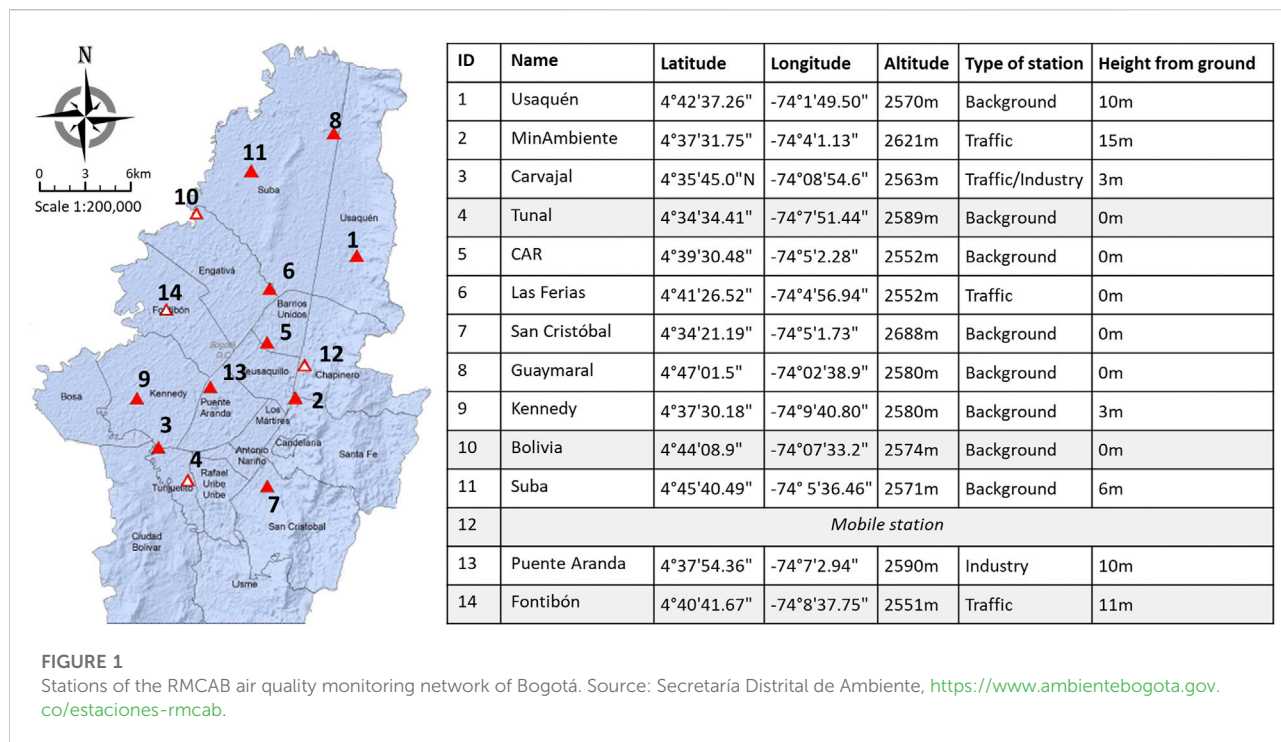 N
0 3 6km
Scale 1:200,000
8
11
Suba
10
Usaquén
1
Engativá
6
Barrios
Unidos
14
Fontibón
5
Bogotá
D.C.
12
eusaquillo
Chapinero
13
9
Kennedy
Bosa
Puente
Aranda
2
Los
Mártires
3
Candelaria
Antonio
Nariño
Santa Fe
4
Rafael
Uribe
Uribe
Tunjuelito
7
San Cristobal
Ciudad
Bolivar
Usme
ID Name Latitude Longitude Altitude Type of station Height from ground
1 Usaquén 4°42'37.26" -74°1'49.50" 2570m Background 10m
2 MinAmbiente 4°37'31.75" -74°4'1.13" 2621m Traffic 15m
3 Carvajal 4°35'45.0"N -74°08'54.6" 2563m Traffic/Industry 3m
4 Tunal 4°34'34.41" -74°7'51.44" 2589m Background 0m
5 CAR 4°39'30.48" -74°5'2.28" 2552m Background 0m
6 Las Ferias 4°41'26.52" -74°4'56.94" 2552m Traffic 0m
7 San Cristóbal 4°34'21.19" -74°5'1.73" 2688m Background 0m
8 Guaymaral 4°47'01.5" -74°02'38.9" 2580m Background 0m
9 Kennedy 4°37'30.18" -74°9'40.80" 2580m Background 3m
10 Bolivia 4°44'08.9" -74°07'33.2" 2574m Background 0m
11 Suba 4°45'40.49" -74° 5'36.46" 2571m Background 6m
12 Mobile station
13 Puente Aranda 4°37'54.36" -74°7'2.94" 2590m Industry 10m
14 Fontibón 4°40'41.67" -74°8'37.75" 2551m Traffic 11m
FIGURE 1
Stations of the RMCAB air quality monitoring network of Bogotá. Source: Secretaría Distrital de Ambiente, https://www.ambientebogota.gov.
co/estaciones-rmcab.